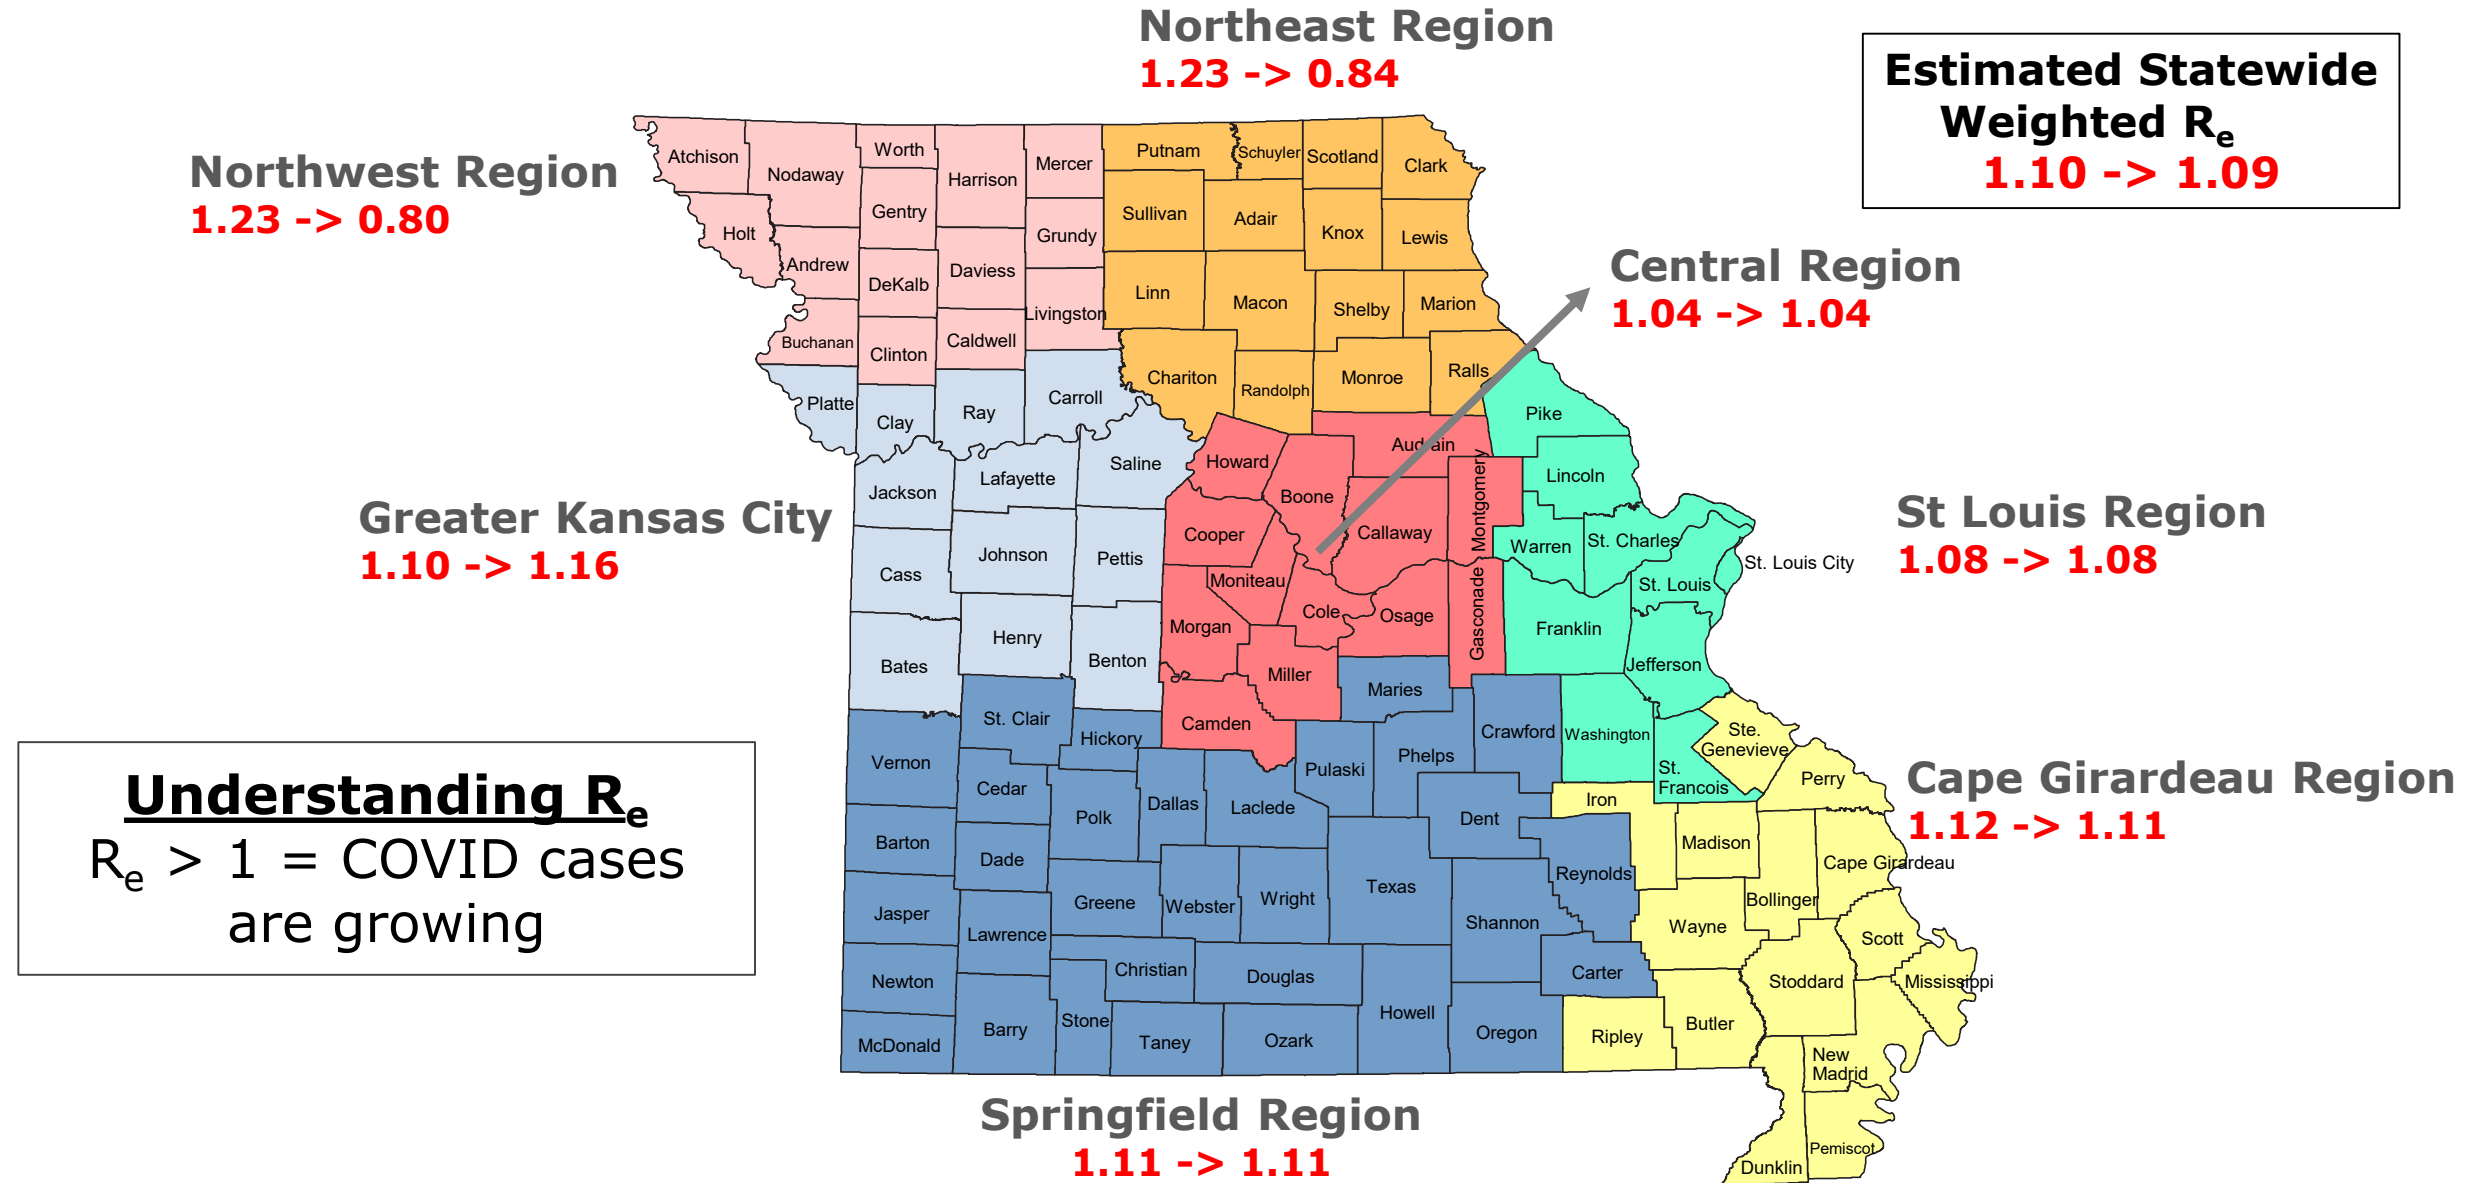 Northeast Region
1.23 -> 0.84
Estimated Statewide
Weighted Re
1.10 -> 1.09
Northwest Region
1.23 -> 0.80
Central Region
1.04 -> 1.04
Greater Kansas City
1.10 -> 1.16
St Louis Region
1.08 -> 1.08
Cape Girardeau Region
1.12 -> 1.11
Springfield Region
1.11 -> 1.11
Understanding Re
Re > 1 = COVID cases
are growing
Atchison
Nodaway
Worth
Harrison
Mercer
Putnam
Schuyler
Scotland
Clark
Holt
Gentry
Sullivan
Adair
Knox
Lewis
Grundy
Andrew
DeKalb
Daviess
Livingston
Linn
Macon
Shelby
Marion
Buchanan
Clinton
Caldwell
Chariton
Randolph
Monroe
Ralls
Pike
Platte
Clay
Ray
Carroll
Saline
Howard
Boone
Audrain
Montgomery
Lincoln
Jackson
Lafayette
Cooper
Callaway
Warren
St. Charles
St. Louis
St. Louis City
Cass
Johnson
Pettis
Moniteau
Cole
Osage
Gasconade
Franklin
Jefferson
Bates
Henry
Benton
Morgan
Miller
Maries
Camden
St. Clair
Hickory
Vernon
Cedar
Polk
Dallas
Laclede
Pulaski
Phelps
Crawford
Washington
St.
Francois
Ste.
Genevieve
Perry
Iron
Madison
Dent
Barton
Dade
Greene
Webster
Wright
Texas
Reynolds
Shannon
Bollinger
Cape Girardeau
Jasper
Lawrence
Wayne
Scott
Christian
Douglas
Carter
Stoddard
Mississippi
Newton
Barry
Stone
Taney
Ozark
Howell
Oregon
Ripley
Butler
McDonald
New
Madrid
Pemiscot
Dunklin